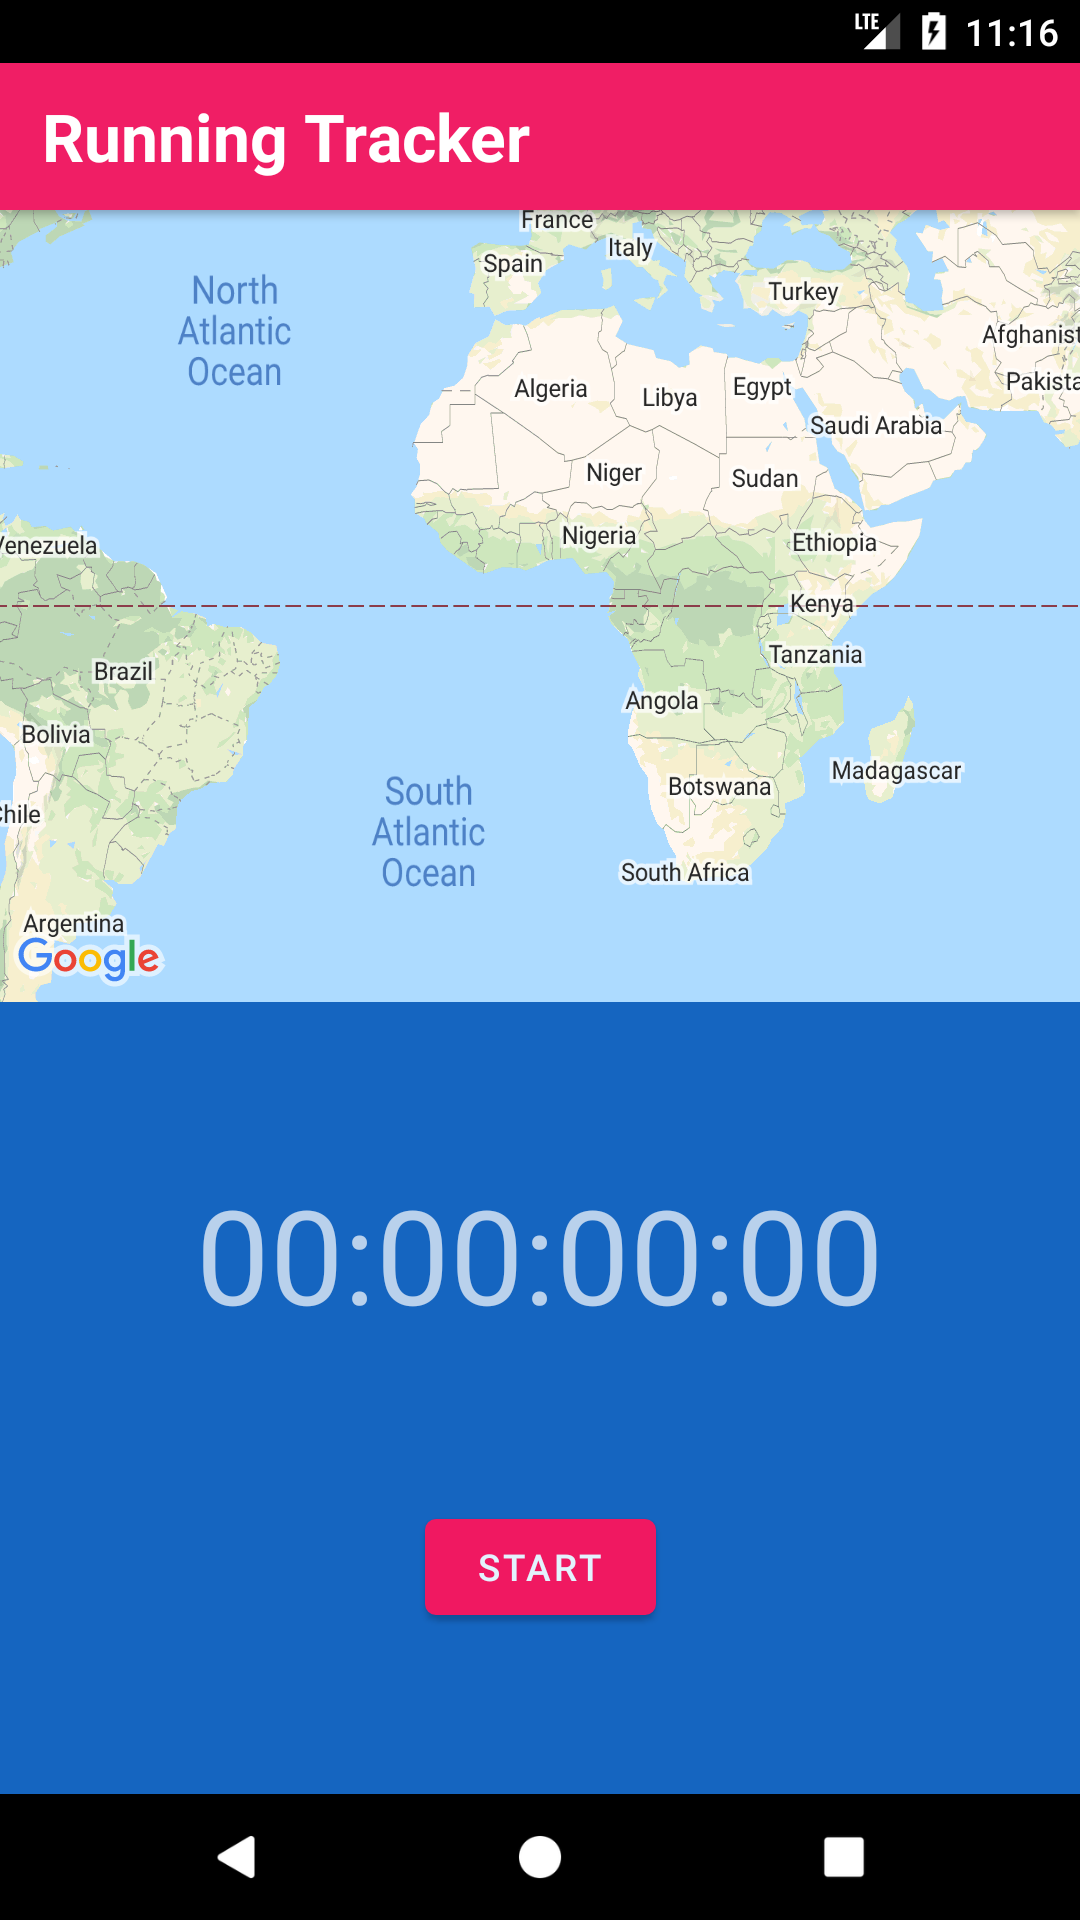 LTE 11:16
Running Tracker
France
Italy
Spain
Turkey
North
Atlantic
Ocean
Afghanist
Pakista
Algeria
Libya
Egypt
Saudi Arabia
Niger
Sudan
Nigeria
Ethiopia
Venezuela
Kenya
Tanzania
Brazil
Angola
Bolivia
Madagascar
Botswana
South
Atlantic
Ocean
Chile
South Africa
Argentina
Google
00:00:00:00
START